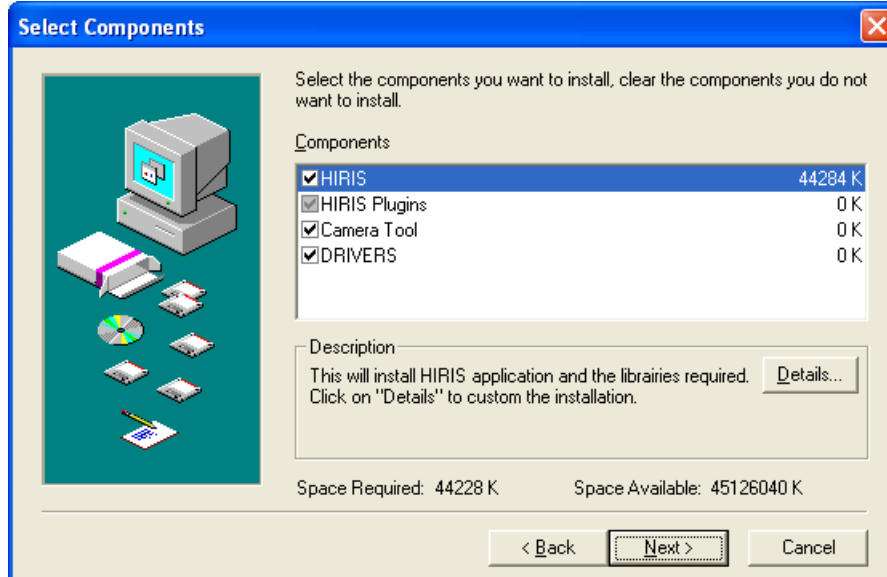 Select Components
Select the components you want to install, clear the components you do not
want to install.
Components
HIRIS 44284 K
HIRIS Plugins 0 K
Camera Tool 0 K
DRIVERS 0 K
Description
This will install HIRIS application and the librairies required.
Click on "Details" to custom the installation.
Details...
Space Required: 44228 K Space Available: 45126040 K
< Back Next > Cancel